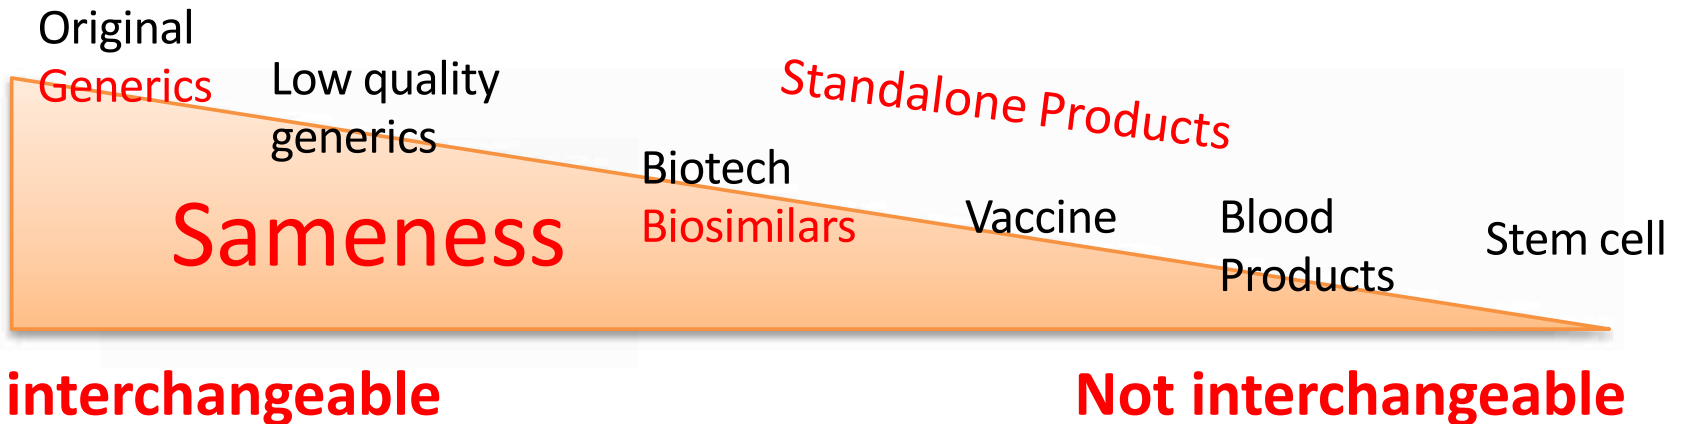 Original
Generics
Low quality
generics
Standalone Products
Biotech
Biosimilars
Sameness
Vaccine
Blood
Products
Stem cell
interchangeable
Not interchangeable